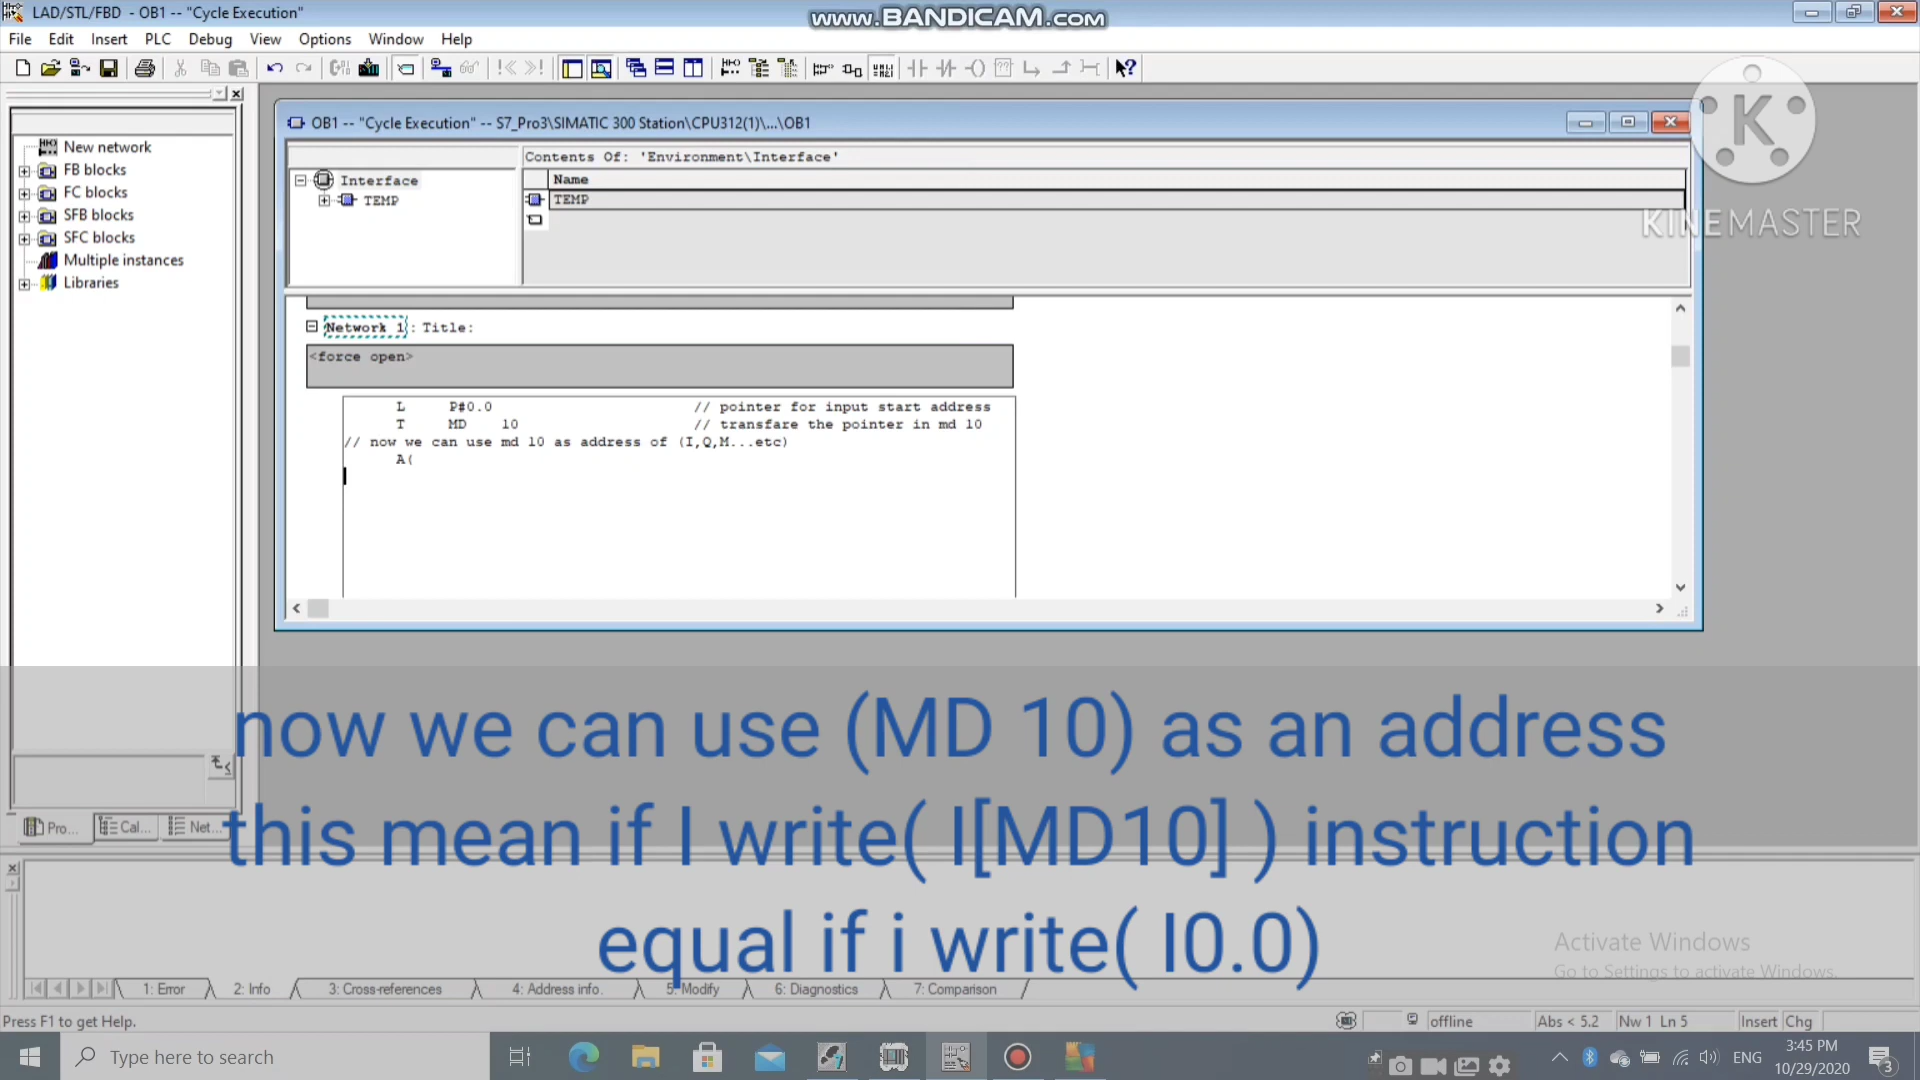 LAD/STL/FBD - OB1 -- "Cycle Execution"
www.BANDICAM.com
File Edit Insert PLC Debug View Options Window Help
OB1 -- "Cycle Execution" -- S7_Pro3\SIMATIC 300 Station\CPU312(1)\...\OB1
K
KINEMASTER
New network
FB blocks
FC blocks
SFB blocks
SFC blocks
Multiple instances
Libraries
Contents Of: 'Environment\Interface'
Interface
TEMP
Name
TEMP
Network 1: Title:
<force open>
L P#0.0 // pointer for input start address
T MD 10 // transfare the pointer in md 10
// now we can use md 10 as address of (I,Q,M...etc)
A(
now we can use (MD 10) as an address
this mean if I write( I[MD10] ) instruction
equal if i write( I0.0)
Pro... Cal... Net...
Activate Windows
Go to Settings to activate Windows.
1: Error 2: Info 3: Cross-references 4: Address info. 5: Modify 6: Diagnostics 7: Comparison
Press F1 to get Help.
offline Abs < 5.2 Nw 1 Ln 5 Insert Chg
Type here to search
ENG
3:45 PM
10/29/2020
3